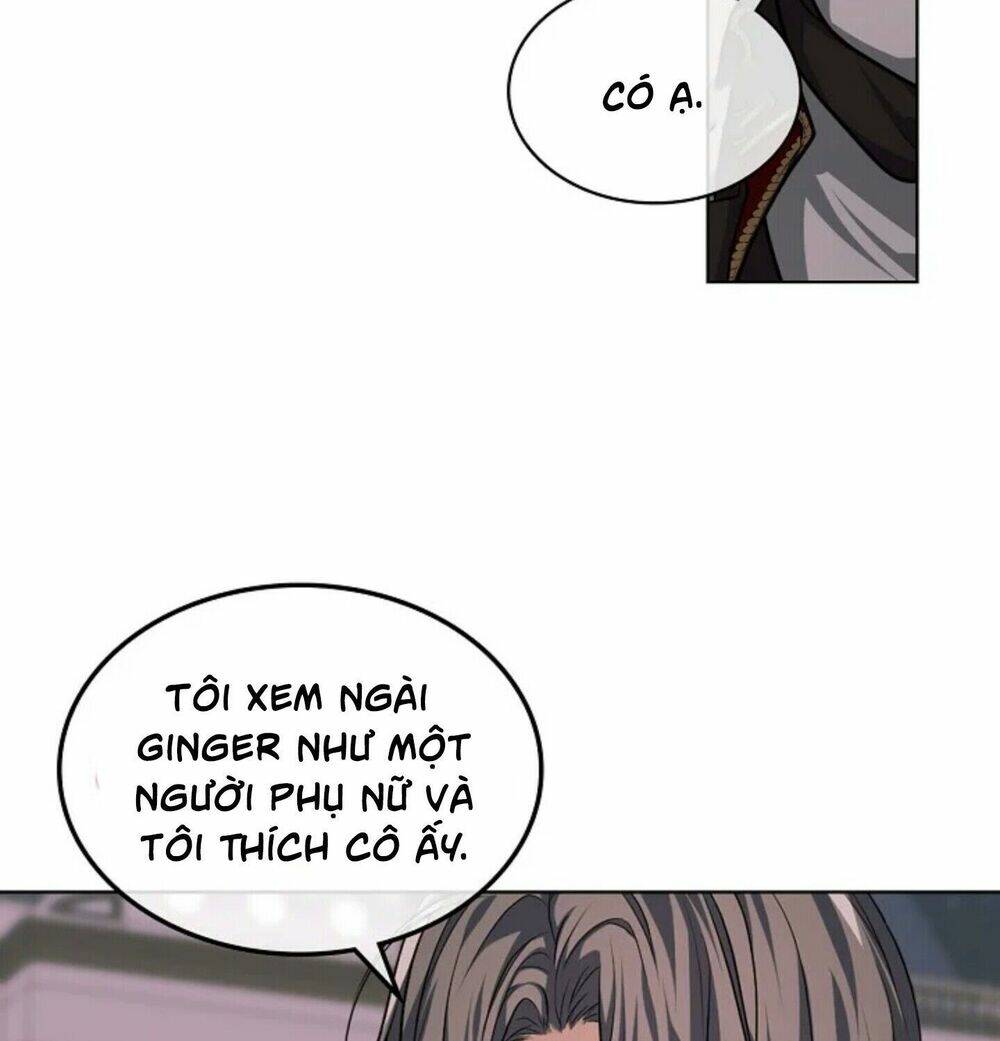 CÓ Ạ.
TÔI XEM NGÀI
GINGER NHƯ MỘT
NGƯỜI PHỤ NỮ VÀ
TÔI THÍCH CÔ ẤY.